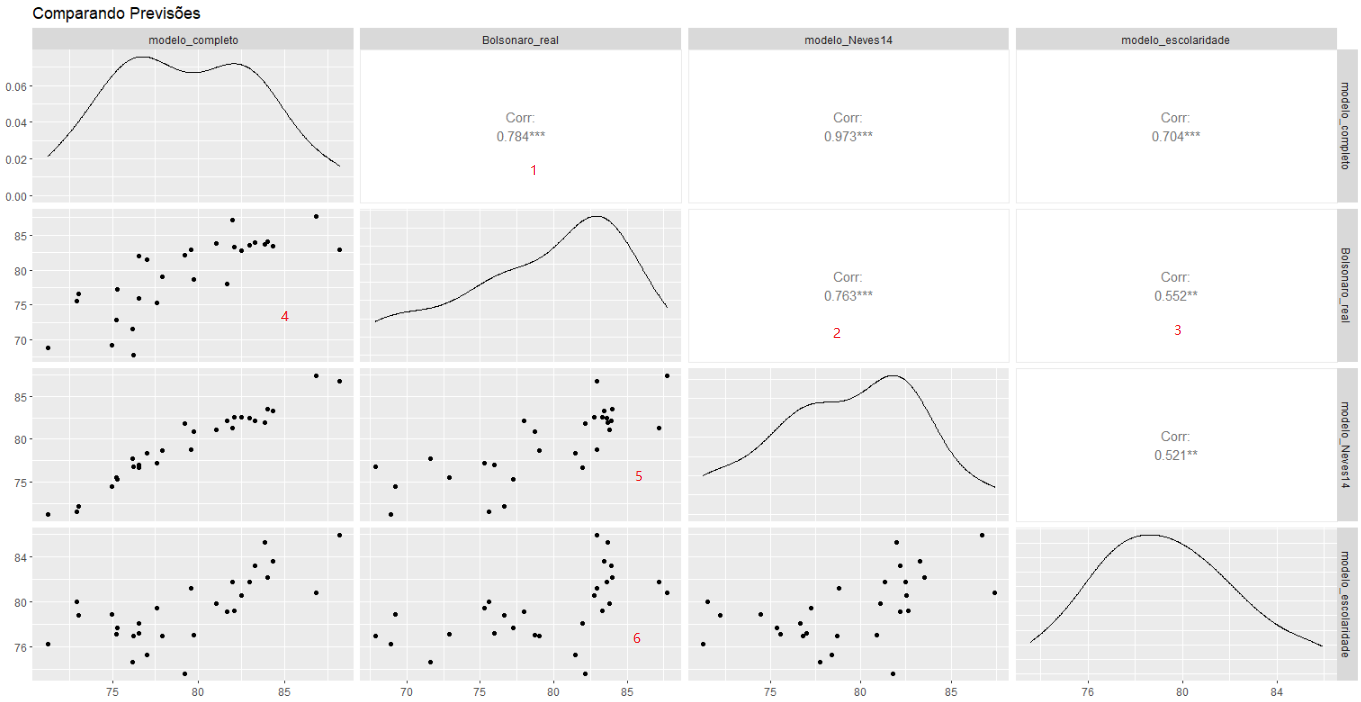 Comparando Previsões
modelo_completo Bolsonaro_real modelo_Neves14 modelo_escolaridade
0.06
0.04
0.02
0.00
Corr:
0.784***
1
Corr:
0.973***
Corr:
0.704***
modelo_completo
85
80
75
70
4
Corr:
0.763***
2
Corr:
0.552**
3
Bolsonaro_real
85
80
75
5
Corr:
0.521**
modelo_Neves14
84
80
76
6
modelo_escolaridade
75 80 85 70 75 80 85 75 80 85 76 80 84